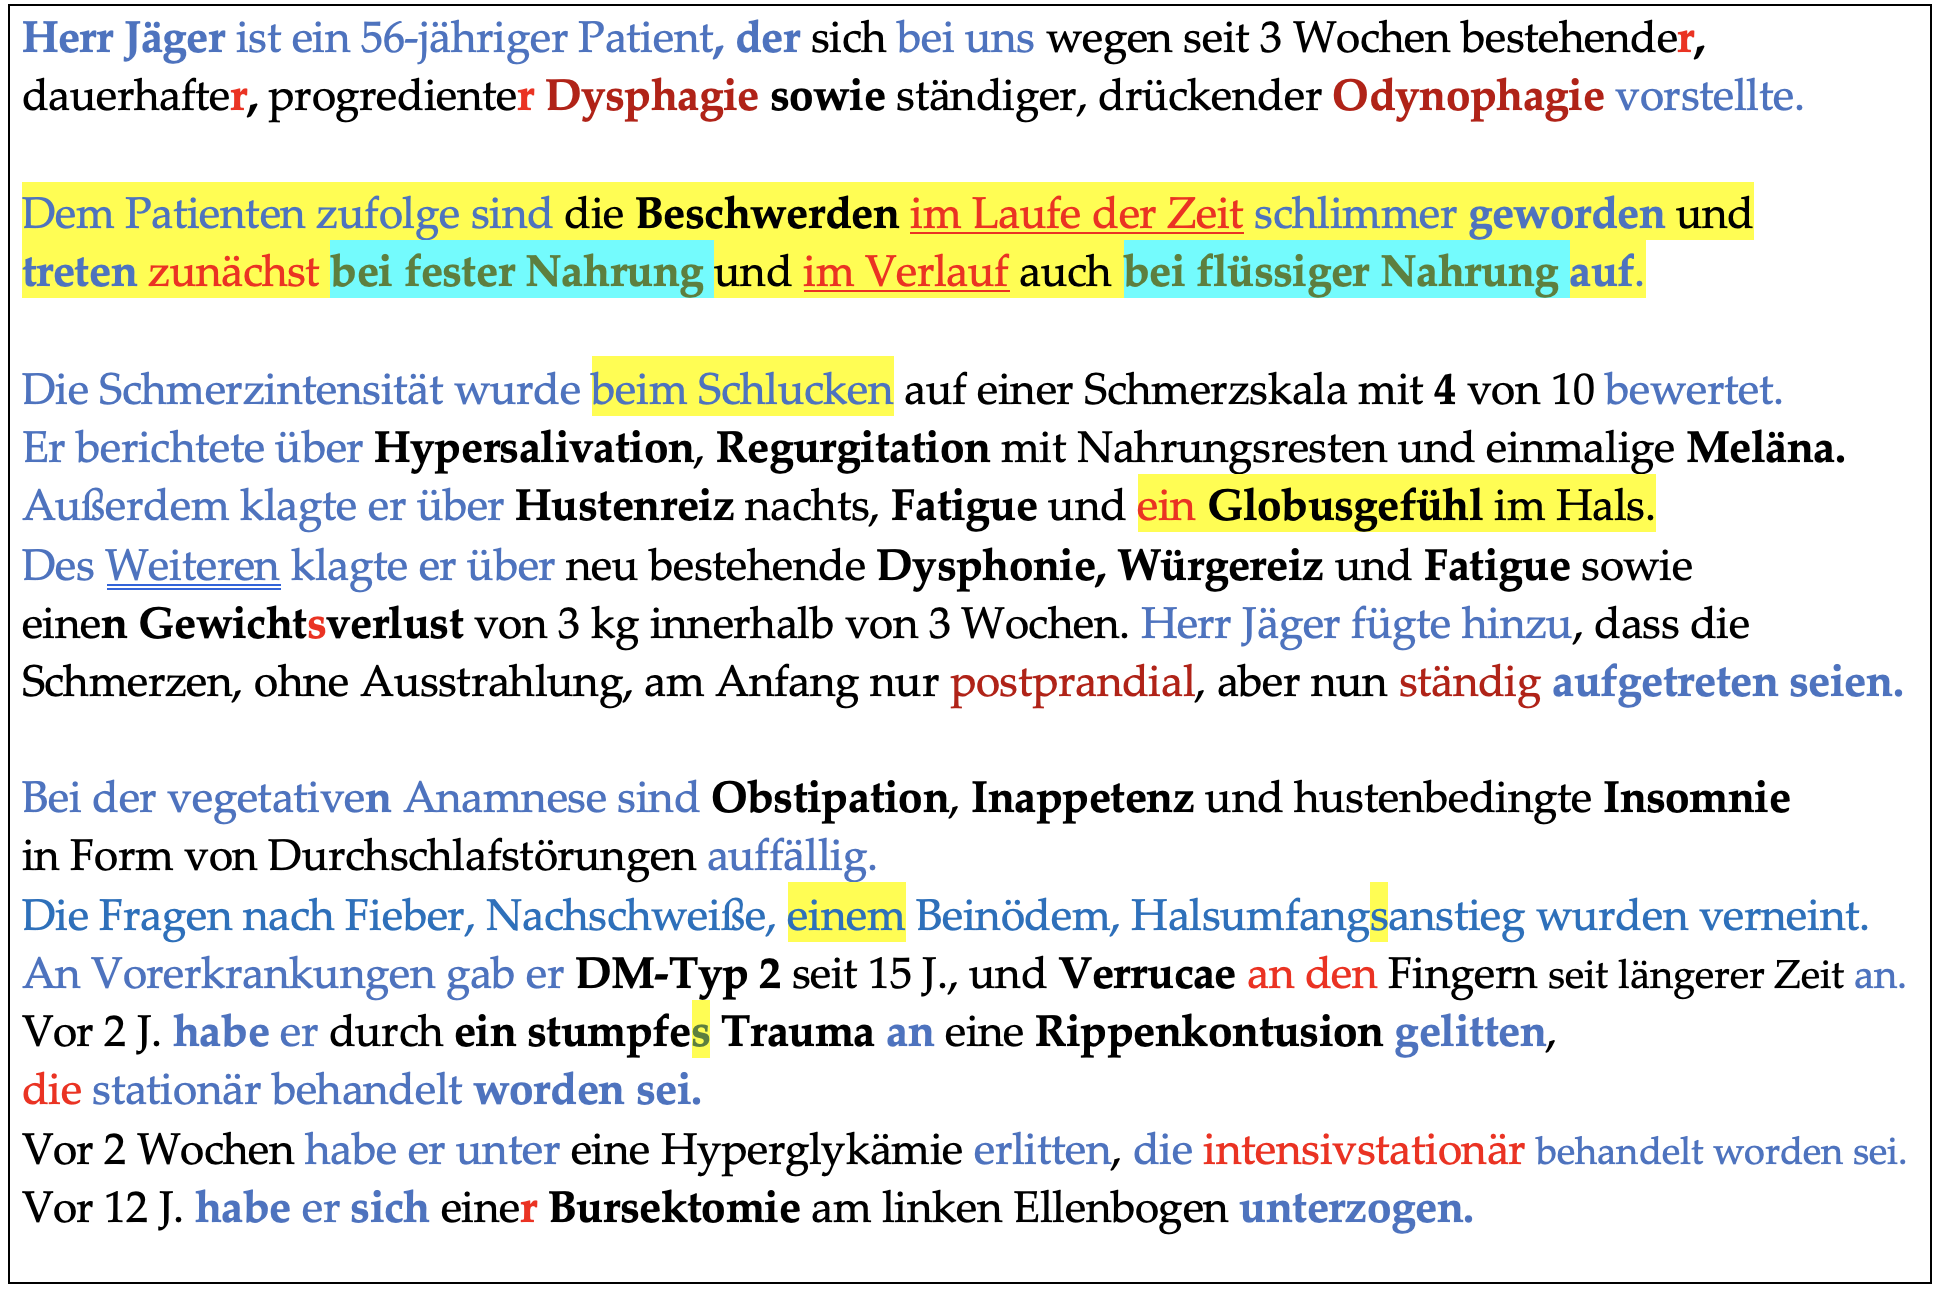 Herr Jäger ist ein 56-jähriger Patient, der sich bei uns wegen seit 3 Wochen bestehender,
dauerhafter, progredienter Dysphagie sowie ständiger, drückender Odynophagie vorstellte.
Dem Patienten zufolge sind die Beschwerden im Laufe der Zeit schlimmer geworden und
treten zunächst bei fester Nahrung und im Verlauf auch bei flüssiger Nahrung auf.
Die Schmerzintensität wurde beim Schlucken auf einer Schmerzskala mit 4 von 10 bewertet.
Er berichtete über Hypersalivation, Regurgitation mit Nahrungsresten und einmalige Meläna.
Außerdem klagte er über Hustenreiz nachts, Fatigue und ein Globusgefühl im Hals.
Des Weiteren klagte er über neu bestehende Dysphonie, Würgereiz und Fatigue sowie
einen Gewichtsverlust von 3 kg innerhalb von 3 Wochen. Herr Jäger fügte hinzu, dass die
Schmerzen, ohne Ausstrahlung, am Anfang nur postprandial, aber nun ständig aufgetreten seien.
Bei der vegetativen Anamnese sind Obstipation, Inappetenz und hustenbedingte Insomnie
in Form von Durchschlafstörungen auffällig.
Die Fragen nach Fieber, Nachschweiße, einem Beinödem, Halsumfangsanstieg wurden verneint.
An Vorerkrankungen gab er DM-Typ 2 seit 15 J., und Verrucae an den Fingern seit längerer Zeit an.
Vor 2 J. habe er durch ein stumpfes Trauma an eine Rippenkontusion gelitten,
die stationär behandelt worden sei.
Vor 2 Wochen habe er unter eine Hyperglykämie erlitten, die intensivstationär behandelt worden sei.
Vor 12 J. habe er sich einer Bursektomie am linken Ellenbogen unterzogen.